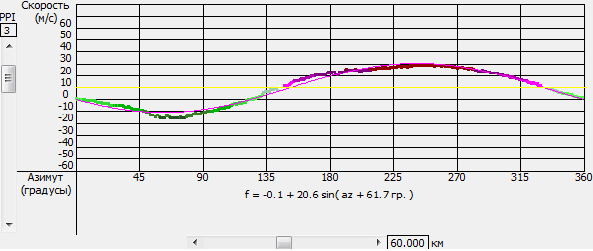 Скорость
(м/с)
PPI
3
60
50
40
30
20
10
0
-10
-20
-30
-40
-50
-60
Азимут
(градусы)
45 90 135 180 225 270 315 360
f = -0.1 + 20.6 sin( az + 61.7 гр. )
60.000 км